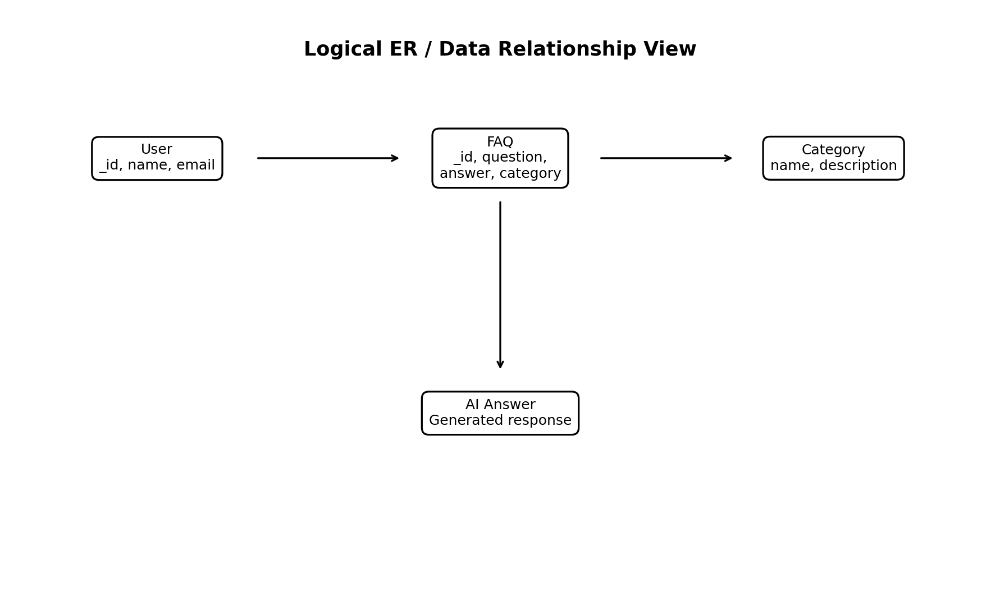 Logical ER / Data Relationship View
User
_id, name, email
FAQ
_id, question,
answer, category
Category
name, description
AI Answer
Generated response